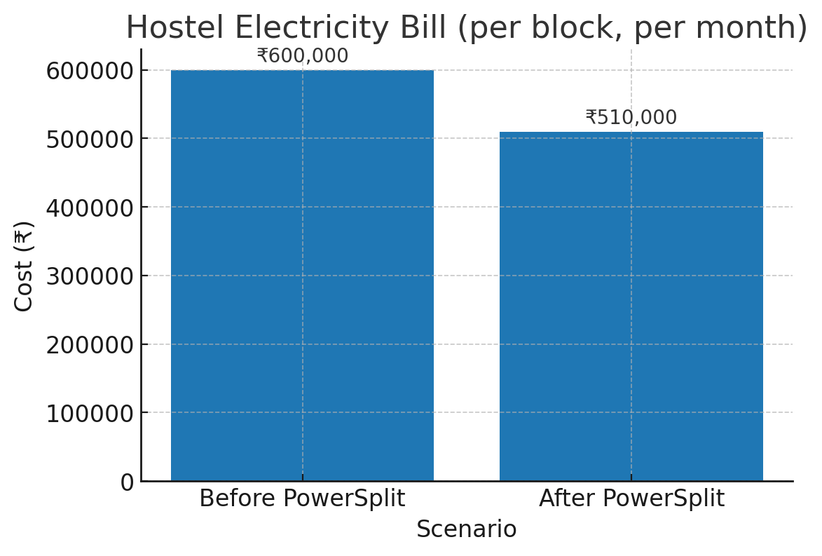 Hostel Electricity Bill (per block, per month)
₹600,000
₹510,000
600000
500000
400000
300000
200000
100000
0
Cost (₹)
Before PowerSplit
After PowerSplit
Scenario